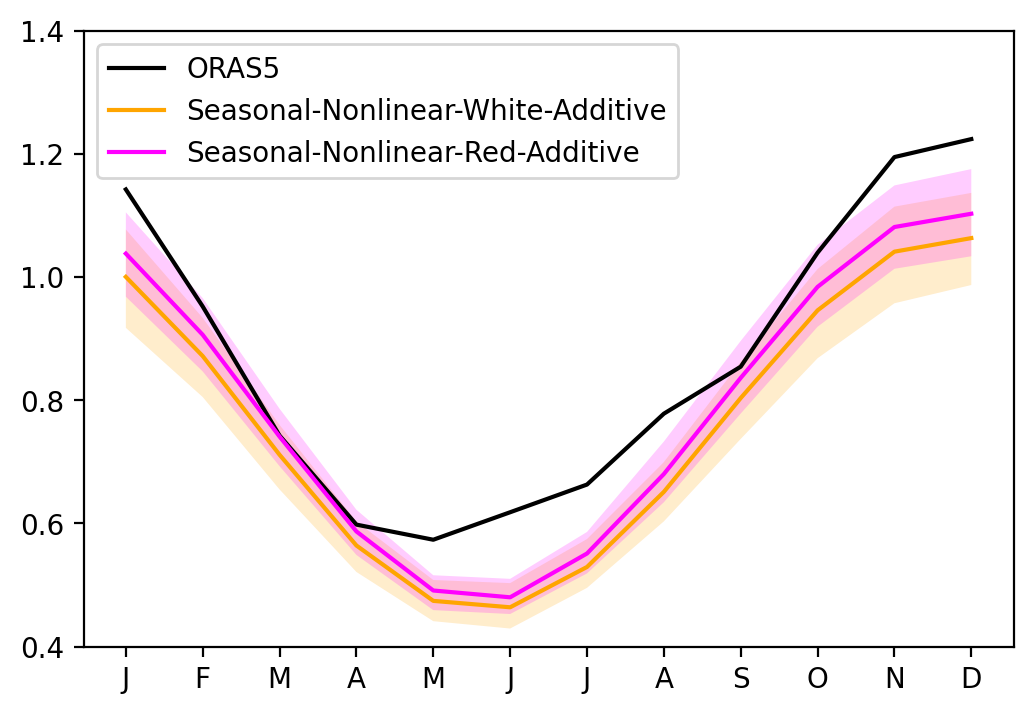 1.4
1.2
1.0
0.8
0.6
0.4
ORAS5
Seasonal-Nonlinear-White-Additive
Seasonal-Nonlinear-Red-Additive
J F M A M J J A S O N D